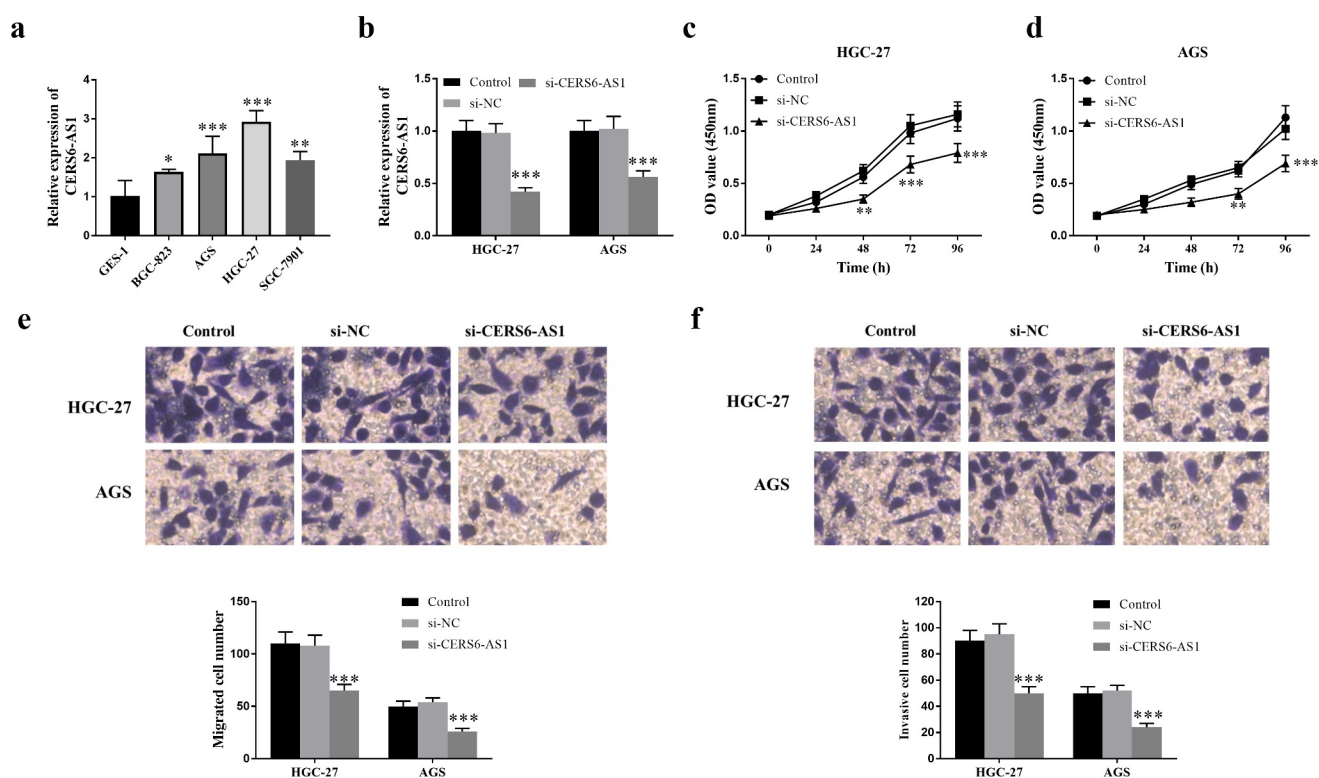 a
Relative expression of
CERS6-AS1
4
3
2
1
0
*
***
***
**
GES-1
BGC-823
AGS
HGC-27
SGC-7901
b
Relative expression of
CERS6-AS1
1.5
1.0
0.5
0.0
Control
si-NC
si-CERS6-AS1
***
***
HGC-27
AGS
c
HGC-27
OD value (450nm)
1.5
1.0
0.5
0.0
Control
si-NC
si-CERS6-AS1
**
***
***
0
24
48
72
96
Time (h)
d
AGS
OD value (450nm)
1.5
1.0
0.5
0.0
Control
si-NC
si-CERS6-AS1
**
***
0
24
48
72
96
Time (h)
e
Control
si-NC
si-CERS6-AS1
HGC-27
AGS
Migrated cell number
150
100
50
0
Control
si-NC
si-CERS6-AS1
***
***
HGC-27
AGS
f
Control
si-NC
si-CERS6-AS1
HGC-27
AGS
Invasive cell number
120
100
80
60
40
20
0
Control
si-NC
si-CERS6-AS1
***
***
HGC-27
AGS